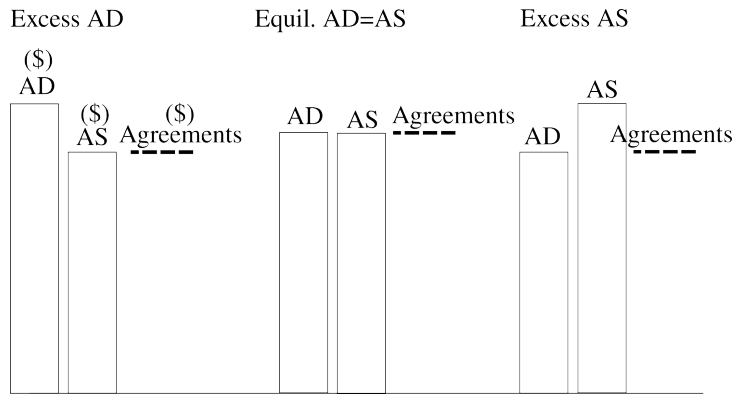 Excess AD
Equil. AD=AS
Excess AS
($)
AD
($)
AS
($)
Agreements
AD
AS
Agreements
AD
AS
Agreements